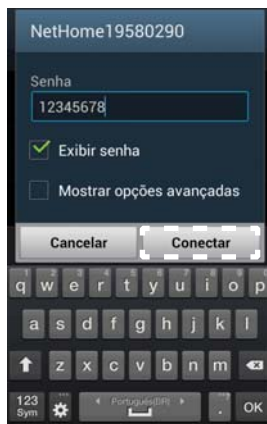 NetHome19580290
Senha
12345678
Exibir senha
Mostrar opções avançadas
Cancelar Conectar
q w e r t y u i o p
a s d f g h j k l
z x c v b n m
123 Português(BR) .
Sym OK